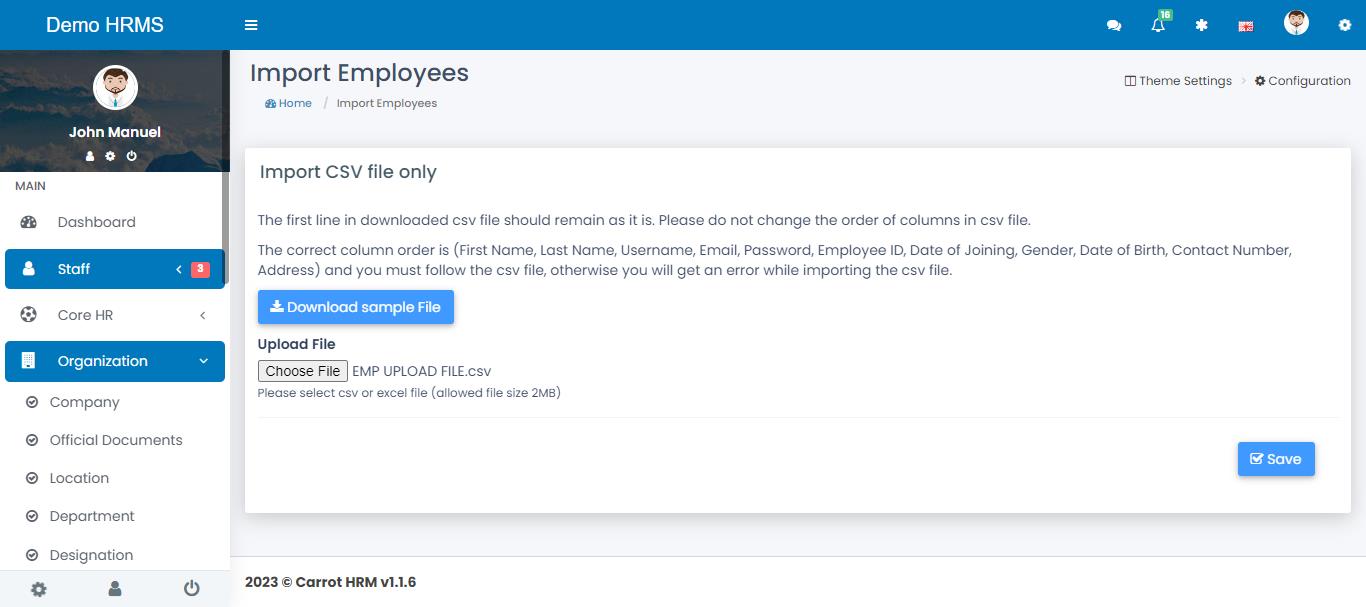 Demo HRMS
16
John Manuel
MAIN
Dashboard
Staff
3
Core HR
Organization
Company
Official Documents
Location
Department
Designation
Import Employees
Home / Import Employees
Theme Settings
Configuration
Import CSV file only
The first line in downloaded csv file should remain as it is. Please do not change the order of columns in csv file.
The correct column order is (First Name, Last Name, Username, Email, Password, Employee ID, Date of Joining, Gender, Date of Birth, Contact Number,
Address) and you must follow the csv file, otherwise you will get an error while importing the csv file.
Download sample File
Upload File
Choose File EMP UPLOAD FILE.csv
Please select csv or excel file (allowed file size 2MB)
Save
2023 © Carrot HRM v1.1.6